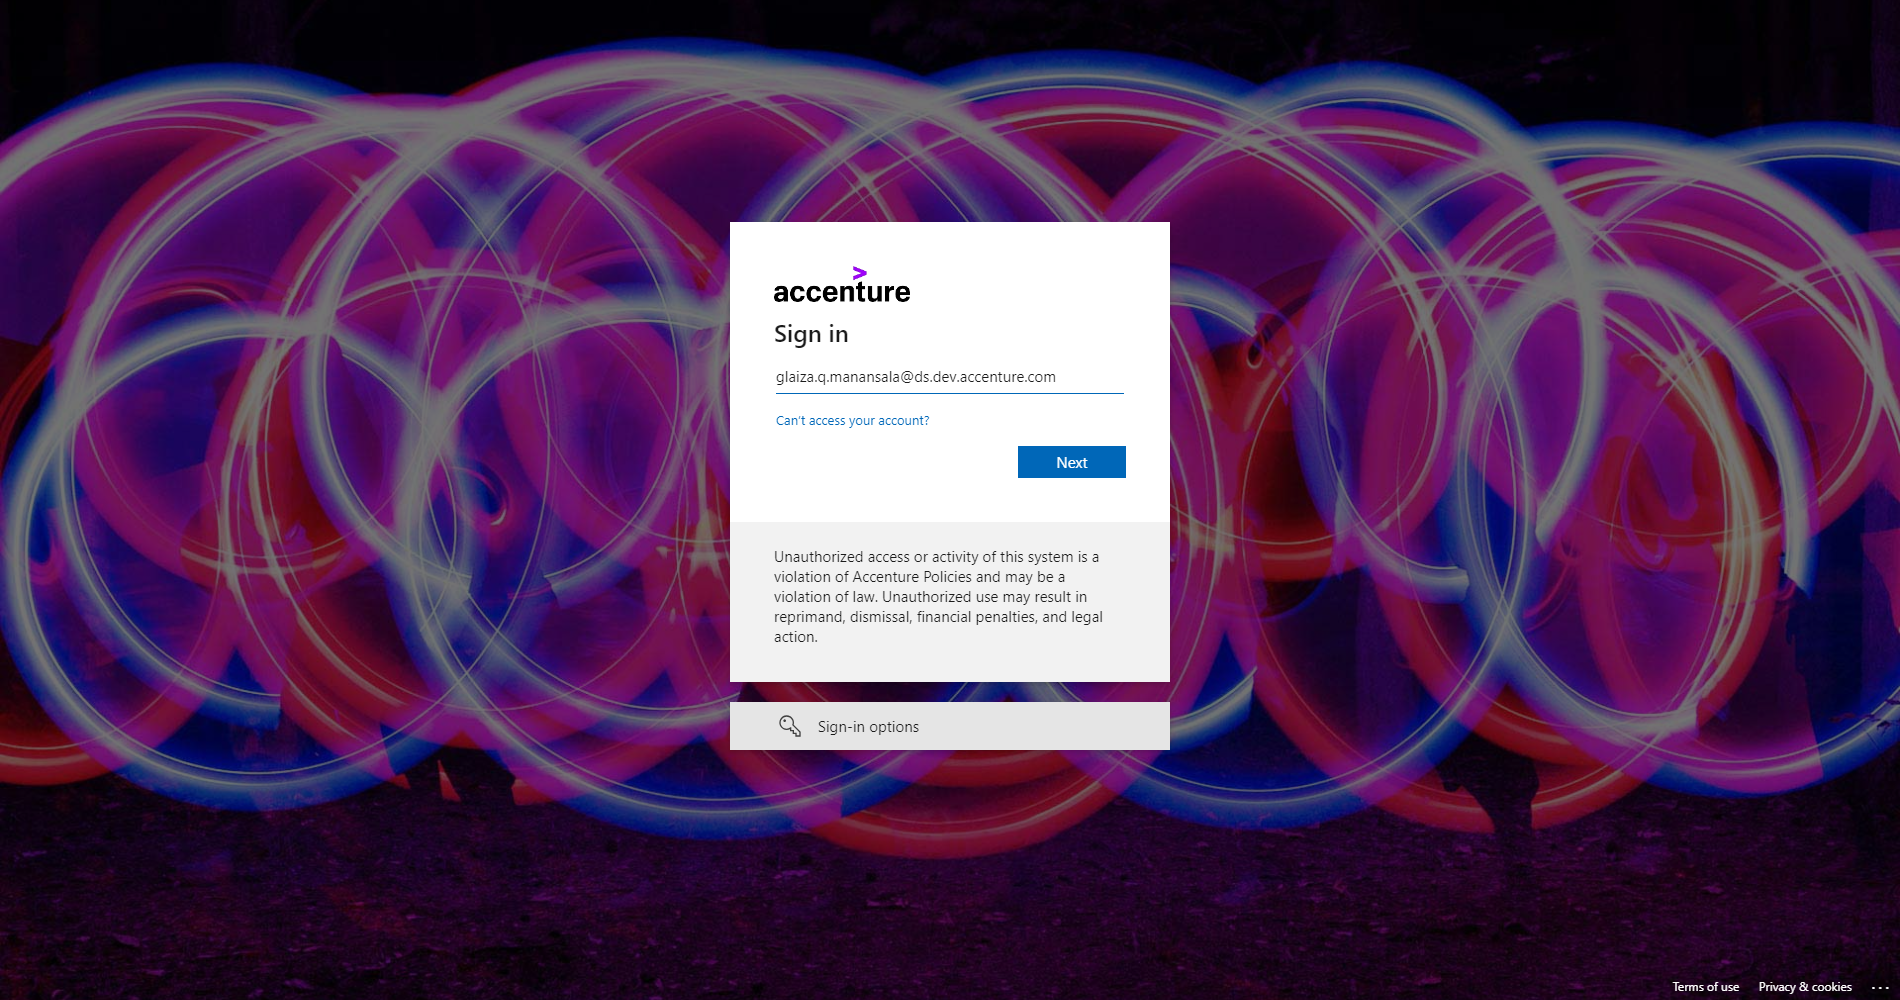 accenture
Sign in
glaiza.q.manansala@ds.dev.accenture.com
Can't access your account?
Next
Unauthorized access or activity of this system is a
violation of Accenture Policies and may be a
violation of law. Unauthorized use may result in
reprimand, dismissal, financial penalties, and legal
action.
Sign-in options
Terms of use Privacy & cookies ...